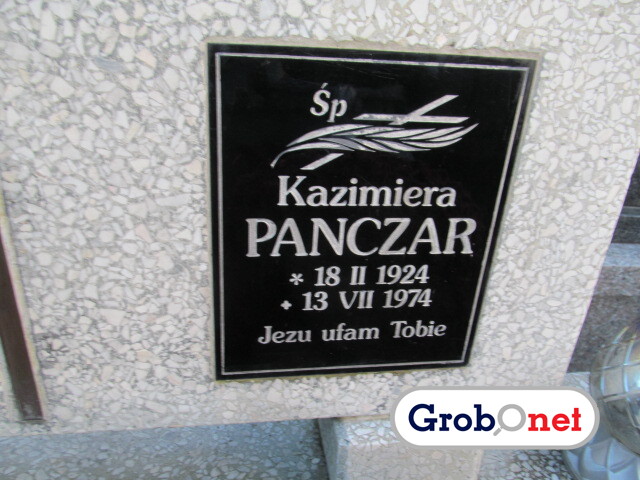 Śp
Kazimiera
PANCZAR
* 18 II 1924
+ 13 VII 1974
Jezu ufam Tobie
Grobonet